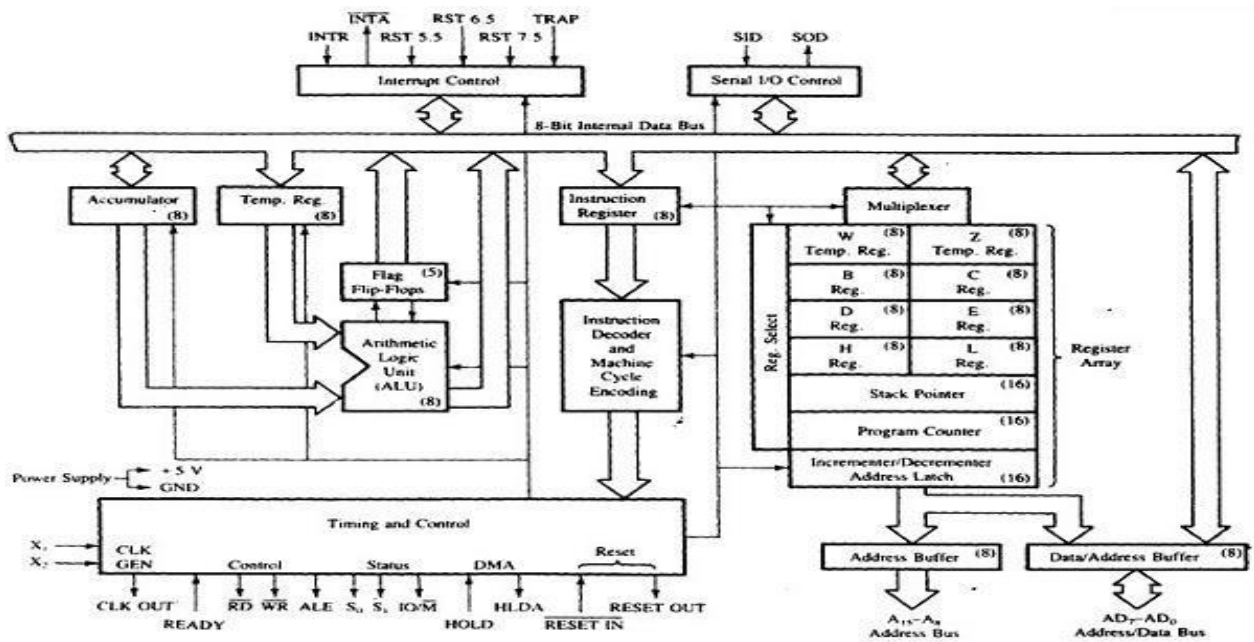 INTA RST 6.5 TRAP
INTR RST 5.5 RST 7.5
SID SOD
Interrupt Control
Serial I/O Control
8-Bit Internal Data Bus
Accumulator
(8)
Temp. Reg.
(8)
Instruction
Register
(8)
Multiplexer
Flag
Flip-Flops
(5)
Arithmetic
Logic
Unit
(ALU)
(8)
Instruction
Decoder
and
Machine
Cycle
Encoding
Reg. Select
W (8)
Temp. Reg.
Z (8)
Temp. Reg.
B (8)
Reg.
C (8)
Reg.
D (8)
Reg.
E (8)
Reg.
H (8)
Reg.
L (8)
Reg.
Stack Pointer (16)
Program Counter (16)
Incrementer/Decrementer
Address Latch (16)
Register
Array
Power Supply
+5 V
GND
Timing and Control
X₁
X₂
CLK
GEN
Control
Status
DMA
Reset
CLK OUT
READY
RD WR ALE S₀ S₁ IO/M
HOLD
HLDA
RESET IN
RESET OUT
Address Buffer (8)
Data/Address Buffer (8)
A₁₅-A₈
Address Bus
AD₇-AD₀
Address/Data Bus